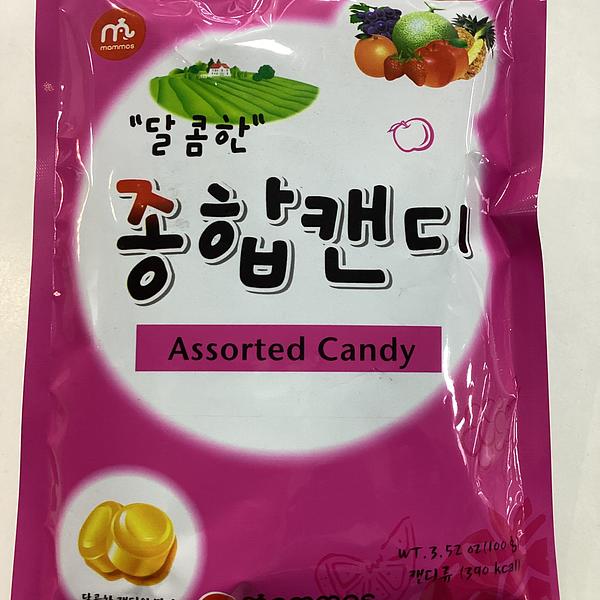 mammos
"달콤한"
종합캔디
Assorted Candy
WT. 3.52 oz (100g)
캔디류 (390 kcal)
mammos